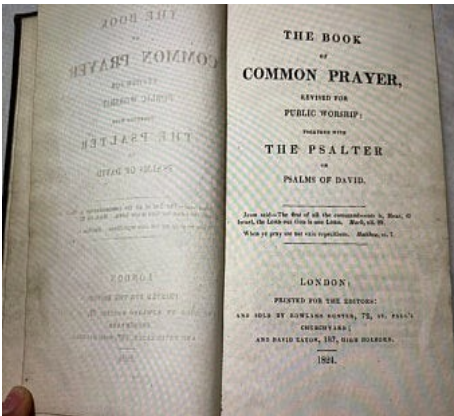 THE BOOK
OF
COMMON PRAYER,
REVISED FOR
PUBLIC WORSHIP;
TOGETHER WITH
THE PSALTER
OR
PSALMS OF DAVID.
Jesus said—The first of all the commandments is, Hear, O
Israel, the Lord our God is one Lord. Mark, xii. 29.
When ye pray use not vain repetitions. Matthew, vi. 7.
LONDON:
PRINTED FOR THE EDITORS:
AND SOLD BY ROWLAND HUNTER, 72, ST. PAUL'S
CHURCHYARD;
AND DAVID EATON, 187, HIGH HOLBORN.
1824.